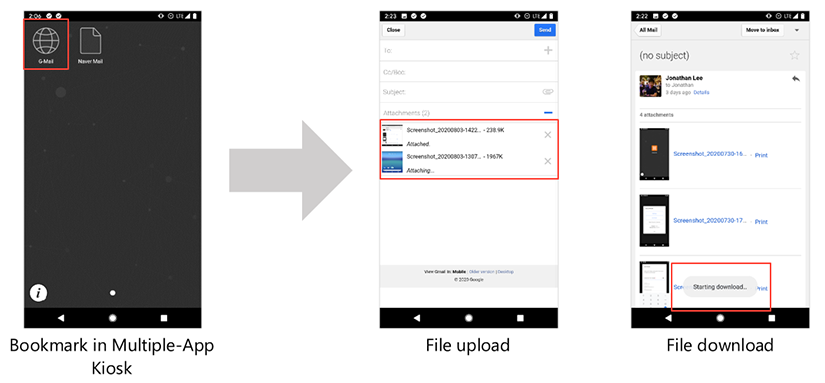 2:06
LTE
G-Mail
Naver Mail
i
Bookmark in Multiple-App
Kiosk
2:23
LTE
Close
Send
To:
Cc/Bcc:
Subject:
Attachments (2)
Screenshot_20200803-1422... - 238.9K
Attached.
Screenshot_20200803-1307... - 1967K
Attaching...
View Gmail in: Mobile | Older version | Desktop
© 2020 Google
File upload
2:22
LTE
All Mail
Move to inbox
(no subject)
Jonathan Lee
to Jonathan
3 days ago Details
4 attachments
Screenshot_20200730-16... - Print
Screenshot_20200730-17... - Print
Scre
Print
Starting download...
File download